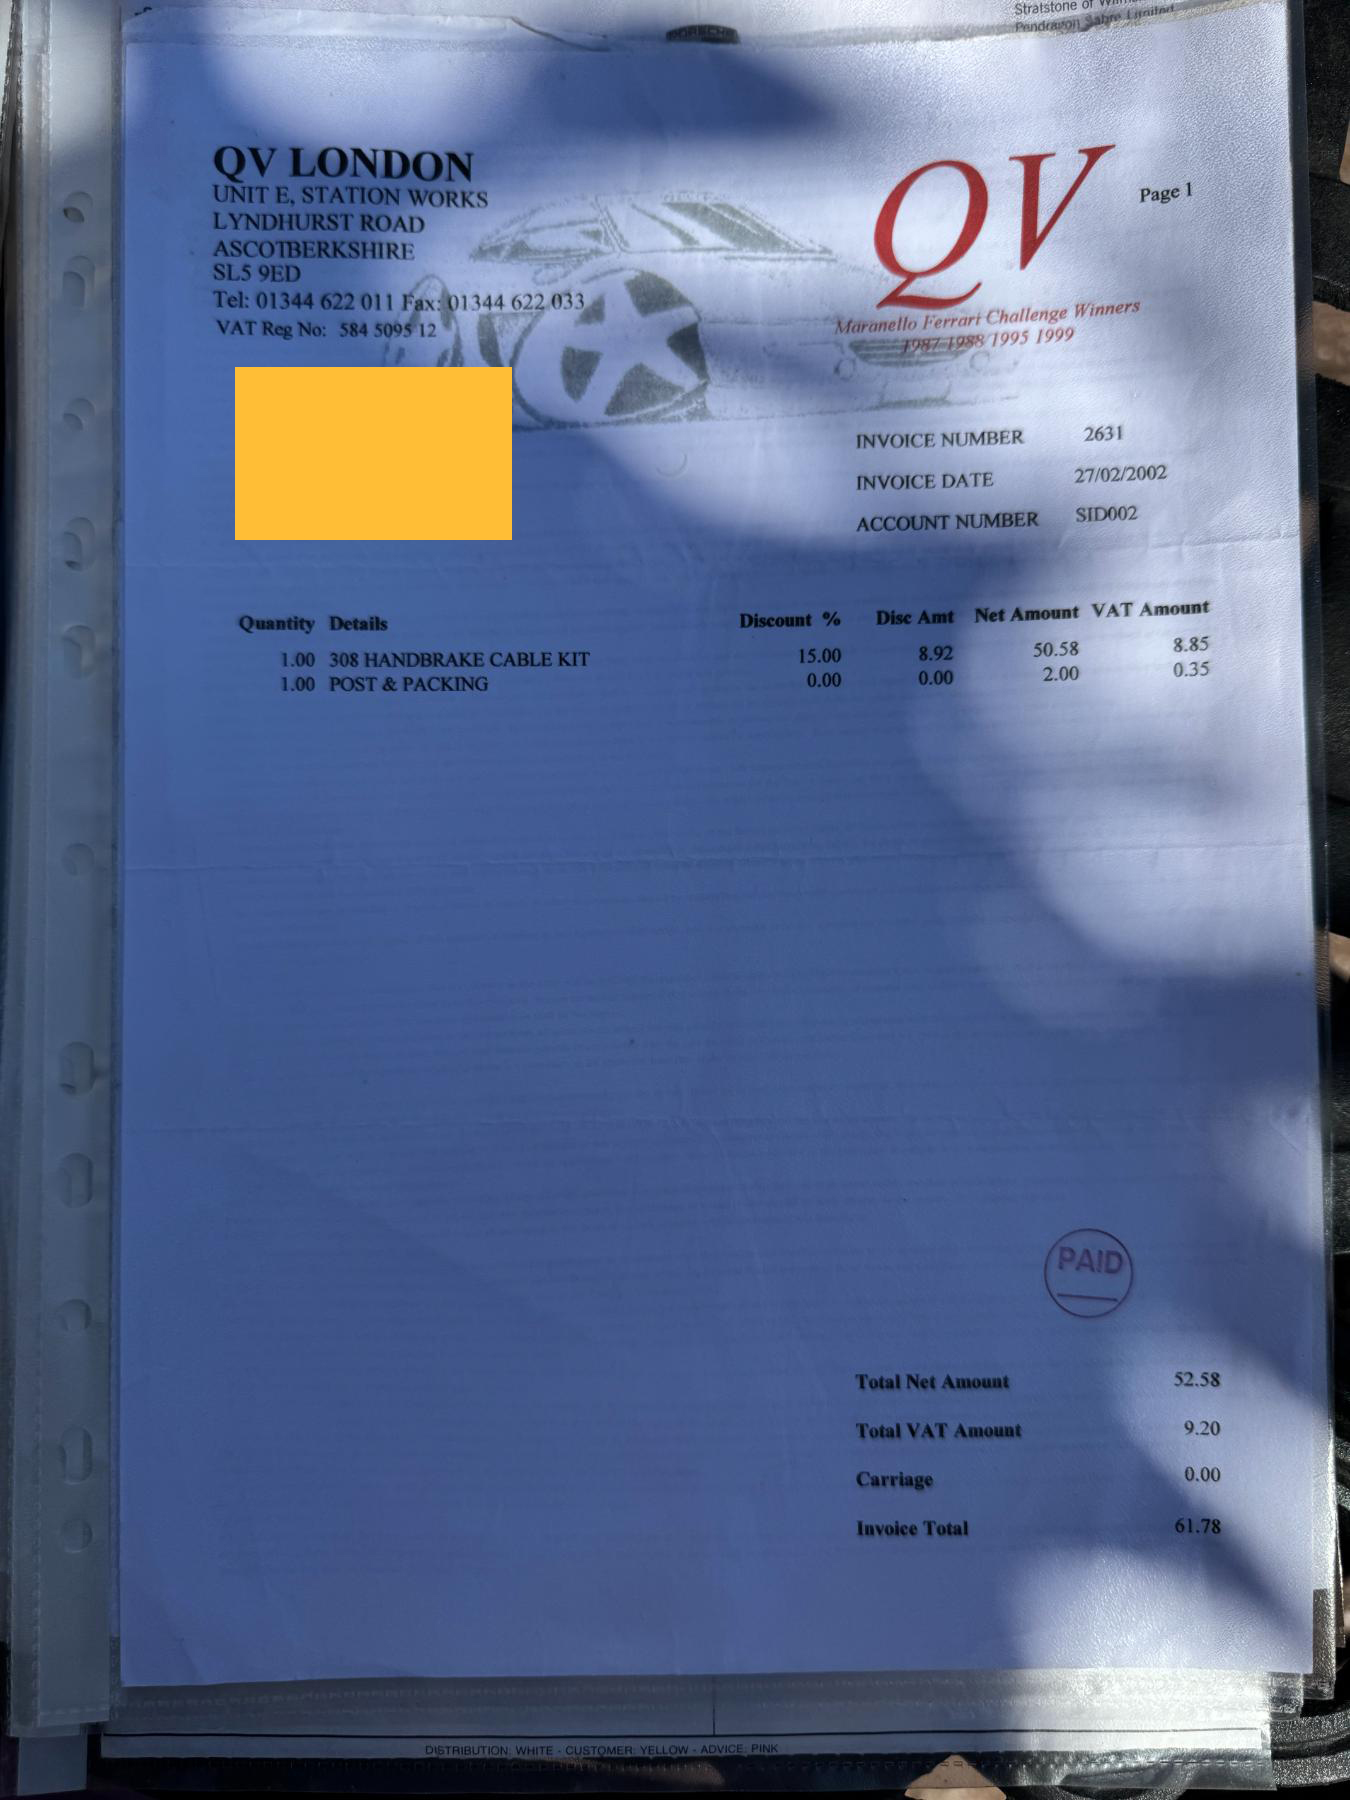 Stratstone of
Pendragon Sabre Limited
PORSCHE
QV LONDON
UNIT E, STATION WORKS
LYNDHURST ROAD
ASCOTBERKSHIRE
SL5 9ED
Tel: 01344 622 011 Fax: 01344 622 033
VAT Reg No: 584 5095 12
QV
Page 1
Maranello Ferrari Challenge Winners
1987 1988 1995 1999
INVOICE NUMBER 2631
INVOICE DATE 27/02/2002
ACCOUNT NUMBER SID002
Quantity Details Discount % Disc Amt Net Amount VAT Amount
1.00 308 HANDBRAKE CABLE KIT 15.00 8.92 50.58 8.85
1.00 POST & PACKING 0.00 0.00 2.00 0.35
PAID
Total Net Amount 52.58
Total VAT Amount 9.20
Carriage 0.00
Invoice Total 61.78
DISTRIBUTION: WHITE - CUSTOMER: YELLOW - ADVICE: PINK